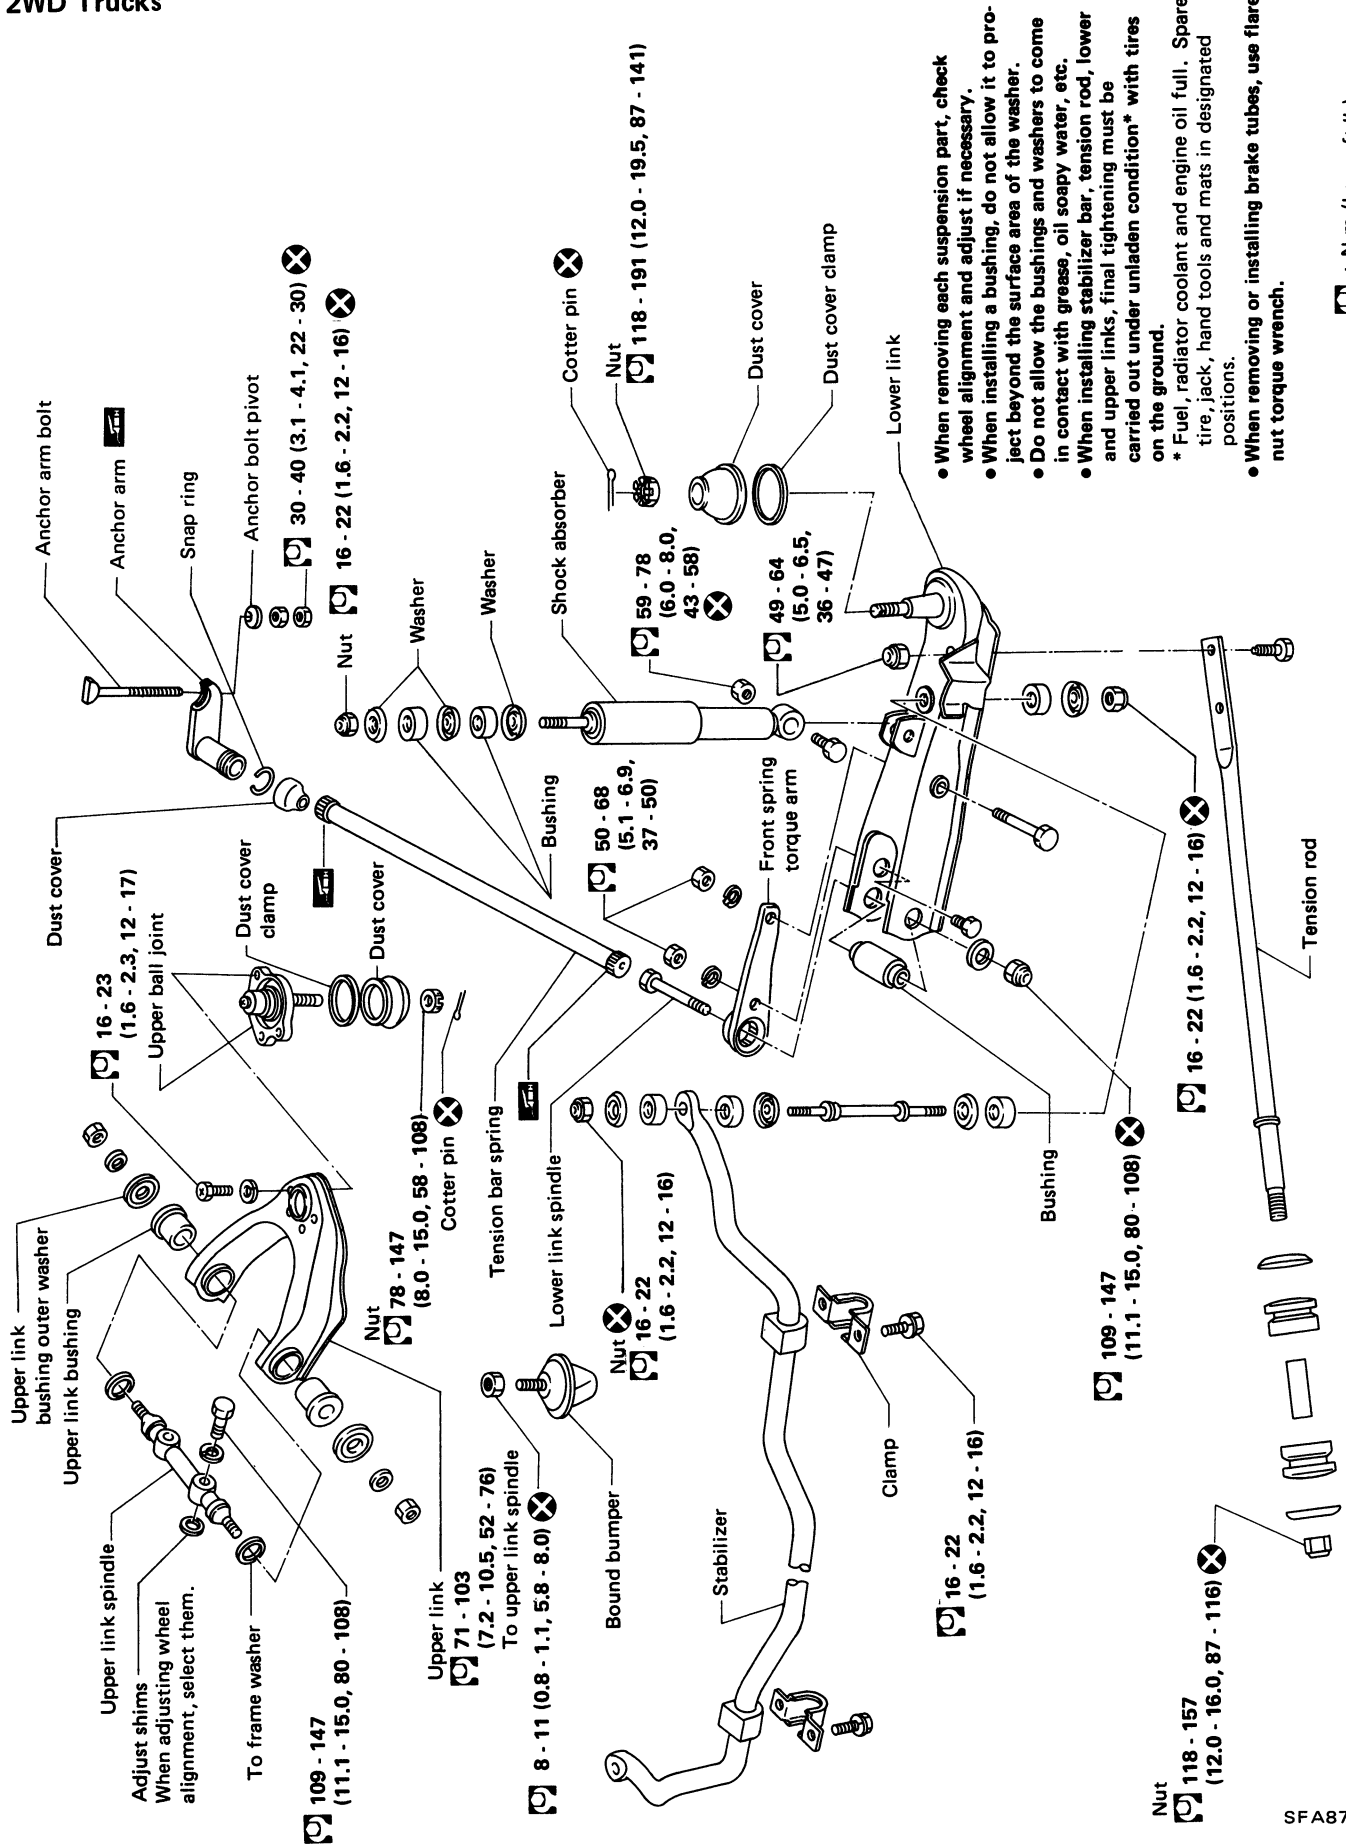 2WD Trucks
Anchor arm bolt
Anchor arm
Snap ring
Anchor bolt pivot
30 - 40 (3.1 - 4.1, 22 - 30)
Nut
16 - 22 (1.6 - 2.2, 12 - 16)
Washer
Washer
Shock absorber
Cotter pin
Nut
118 - 191 (12.0 - 19.5, 87 - 141)
Dust cover
Dust cover clamp
Lower link
59 - 78
(6.0 - 8.0,
43 - 58)
49 - 64
(5.0 - 6.5,
36 - 47)
Dust cover
16 - 23
(1.6 - 2.3, 12 - 17)
Upper ball joint
Dust cover
clamp
Dust cover
Bushing
50 - 68
(5.1 - 6.9,
37 - 50)
Front spring
torque arm
Upper link
bushing outer washer
Upper link bushing
Nut
78 - 147
(8.0 - 15.0, 58 - 108)
Cotter pin
Tension bar spring
Lower link spindle
Nut
16 - 22
(1.6 - 2.2, 12 - 16)
Bushing
109 - 147
(11.1 - 15.0, 80 - 108)
16 - 22 (1.6 - 2.2, 12 - 16)
Tension rod
Upper link spindle
Adjust shims
When adjusting wheel
alignment, select them.
To frame washer
109 - 147
(11.1 - 15.0, 80 - 108)
Upper link
71 - 103
(7.2 - 10.5, 52 - 76)
To upper link spindle
8 - 11 (0.8 - 1.1, 5.8 - 8.0)
Bound bumper
Stabilizer
Clamp
16 - 22
(1.6 - 2.2, 12 - 16)
Nut
118 - 157
(12.0 - 16.0, 87 - 116)
• When removing each suspension part, check
wheel alignment and adjust if necessary.
• When installing a bushing, do not allow it to pro-
ject beyond the surface area of the washer.
• Do not allow the bushings and washers to come
in contact with grease, oil soapy water, etc.
• When installing stabilizer bar, tension rod, lower
and upper links, final tightening must be
carried out under unladen condition* with tires
on the ground.
* Fuel, radiator coolant and engine oil full. Spare
tire, jack, hand tools and mats in designated
positions.
• When removing or installing brake tubes, use flare
nut torque wrench.
SFA87